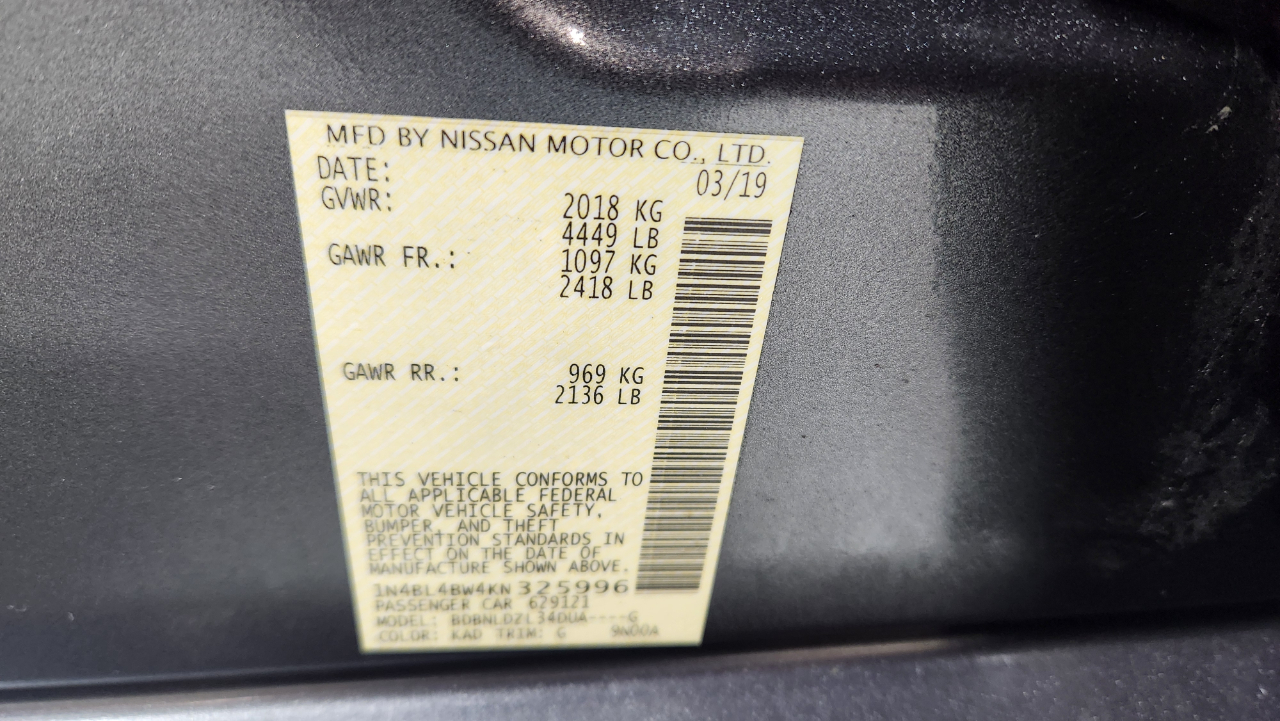 MFD BY NISSAN MOTOR CO., LTD.
DATE: 03/19
GVWR: 2018 KG
4449 LB
GAWR FR.: 1097 KG
2418 LB
GAWR RR.: 969 KG
2136 LB
THIS VEHICLE CONFORMS TO
ALL APPLICABLE FEDERAL
MOTOR VEHICLE SAFETY,
BUMPER, AND THEFT
PREVENTION STANDARDS IN
EFFECT ON THE DATE OF
MANUFACTURE SHOWN ABOVE.
1N4BL4BW4KN 325996
PASSENGER CAR 629121
MODEL: ----G
COLOR: KAD TRIM: G